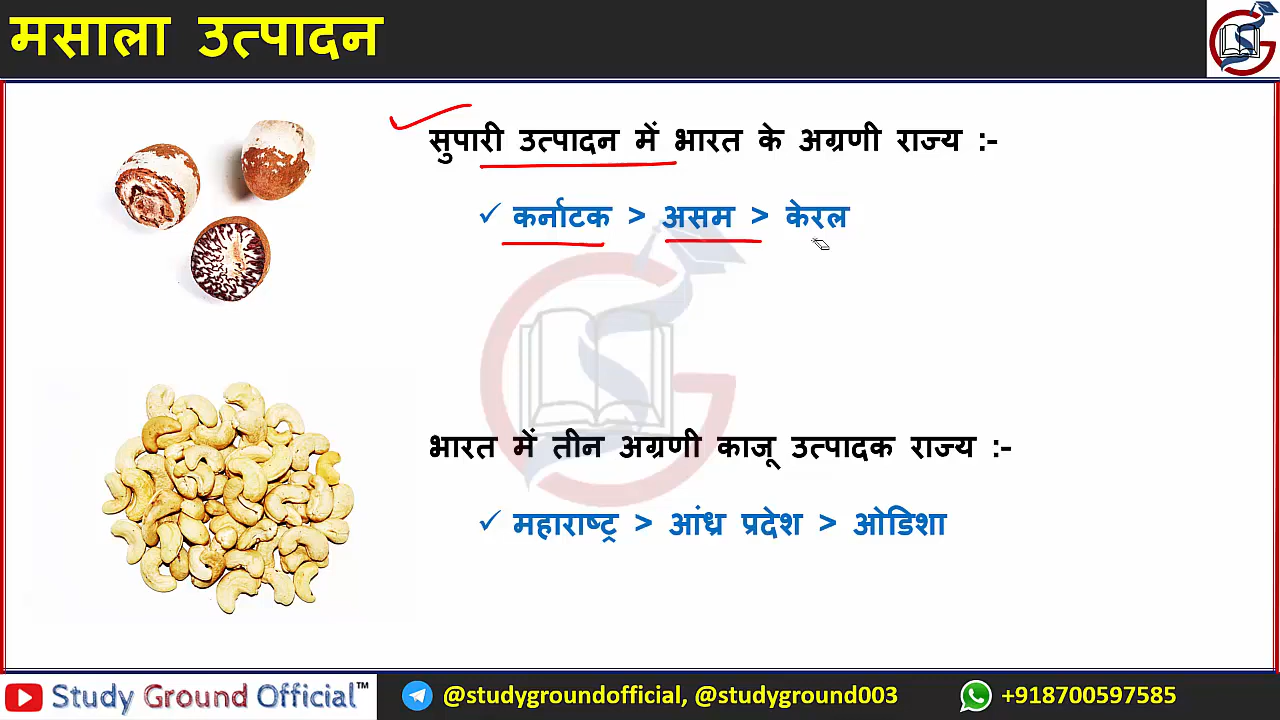 मसाला उत्पादन
सुपारी उत्पादन में भारत के अग्रणी राज्य :-
✓ कर्नाटक > असम > केरल
भारत में तीन अग्रणी काजू उत्पादक राज्य :-
✓ महाराष्ट्र > आंध्र प्रदेश > ओडिशा
Study Ground Official™ @studygroundofficial, @studyground003 +918700597585